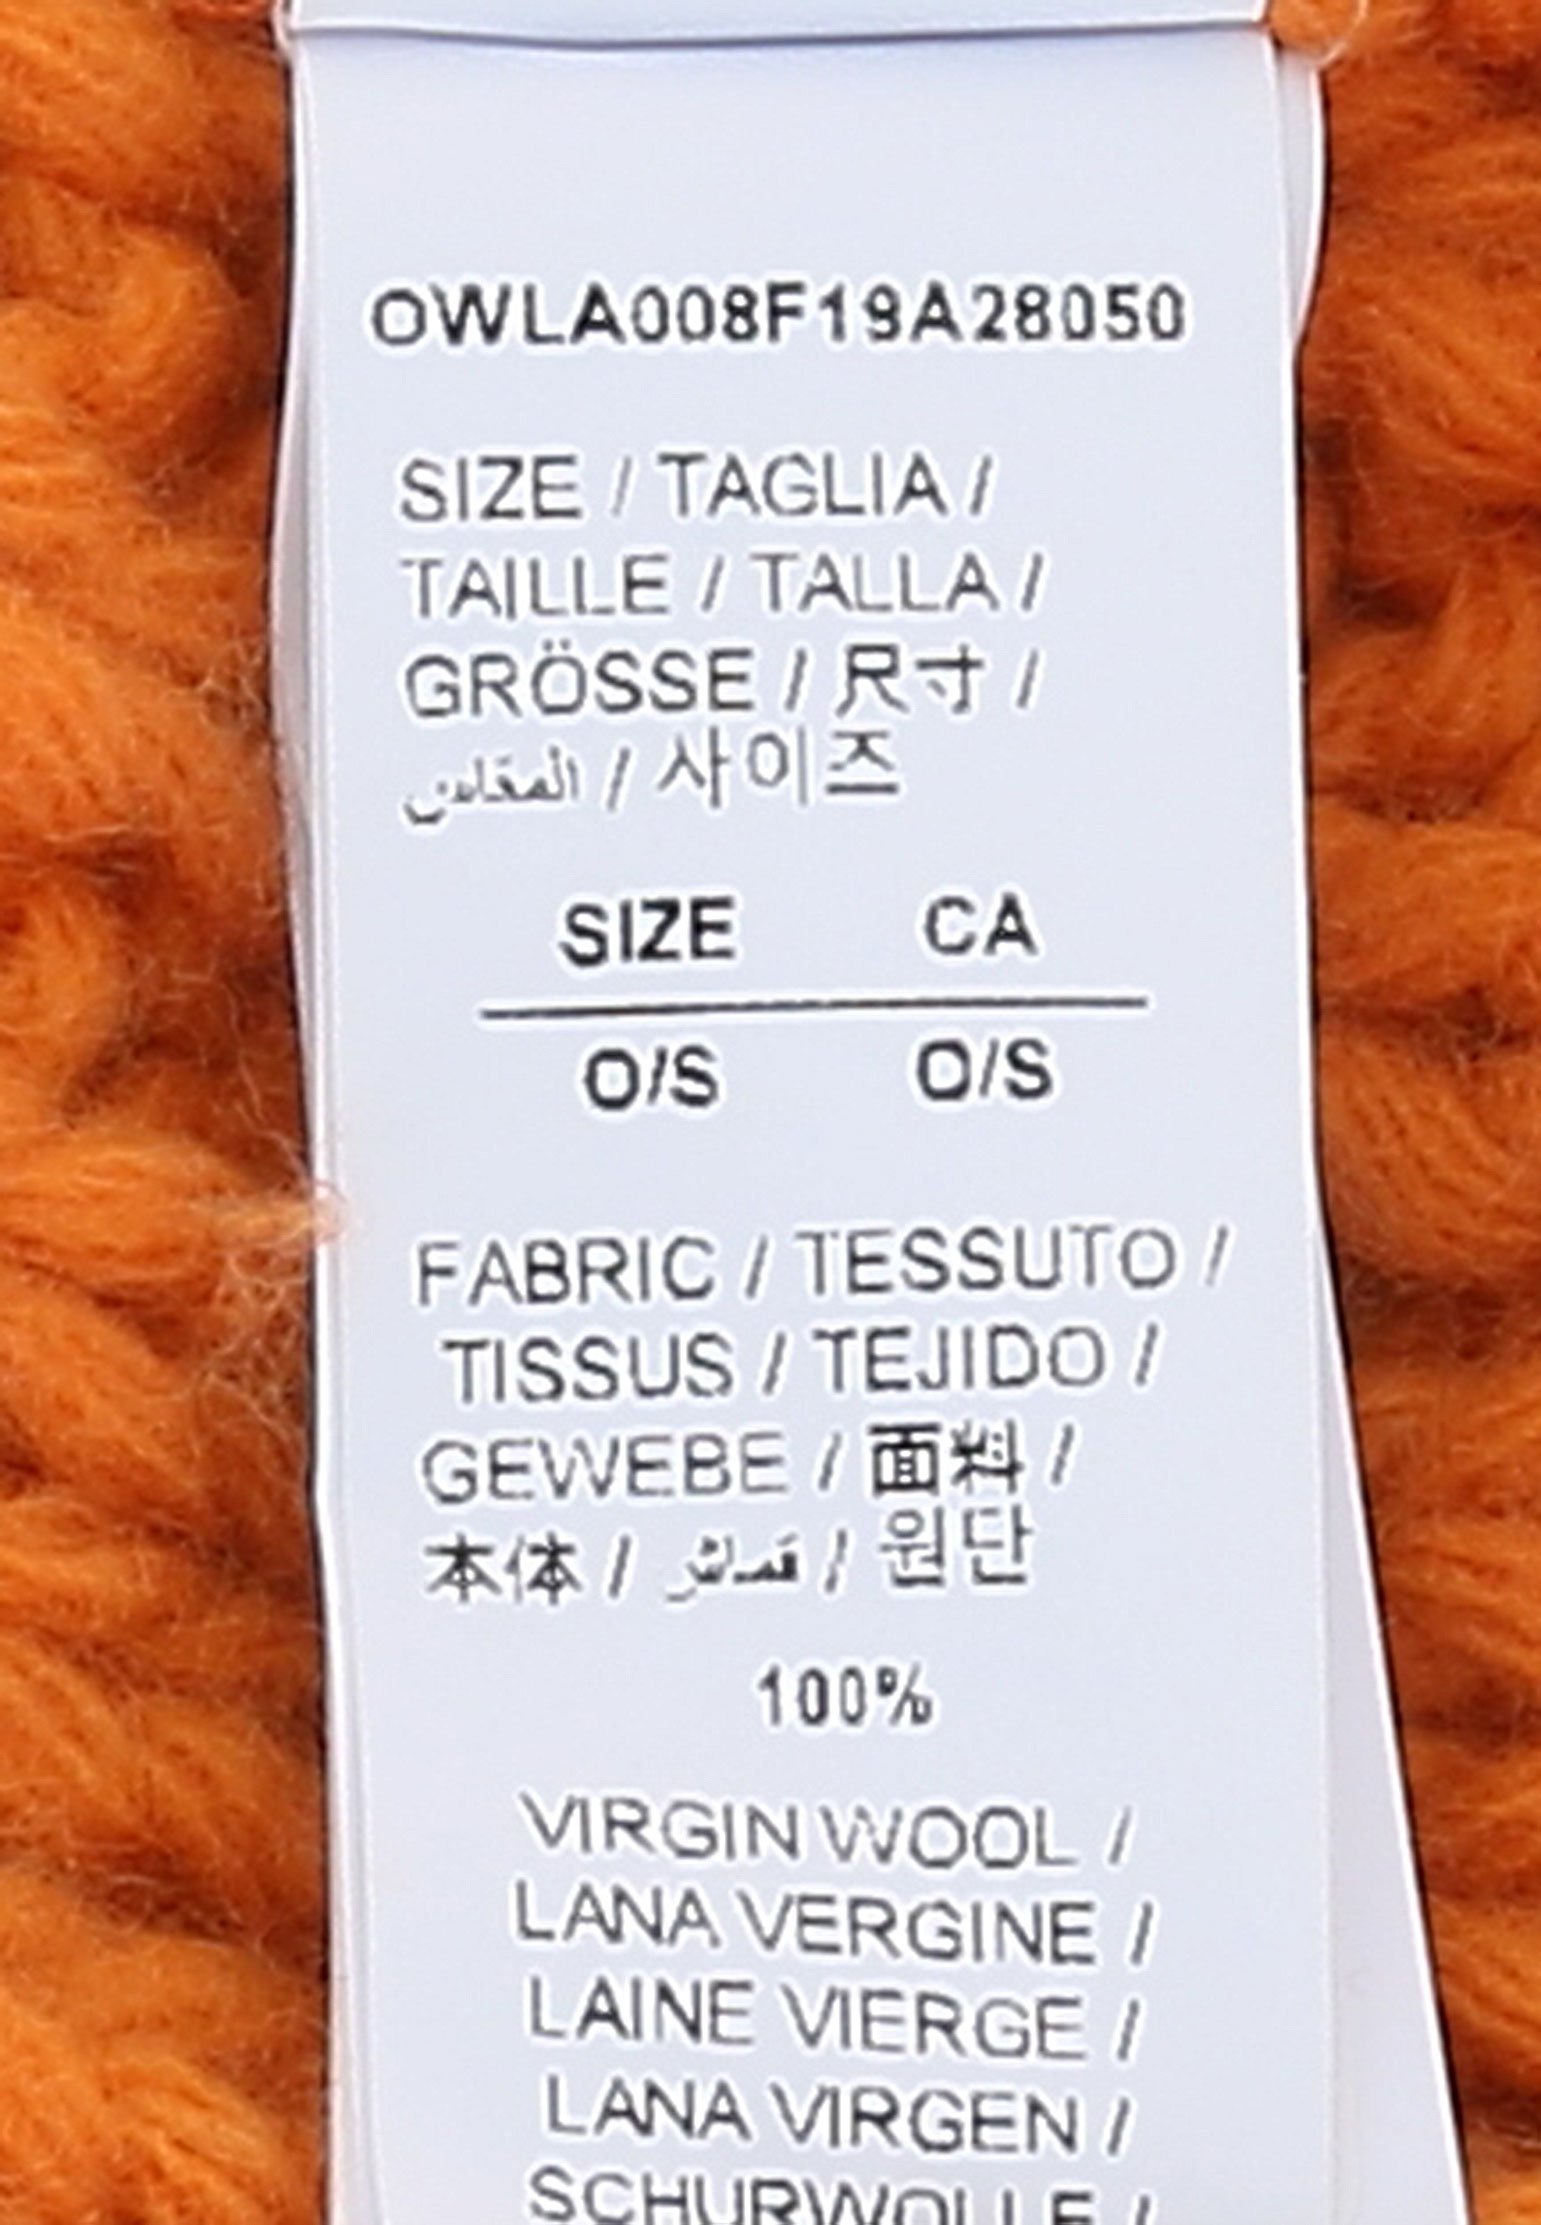 OWLA008F19A28050
SIZE / TAGLIA /
TAILLE / TALLA /
GRÖSSE / 尺寸 /
المقاس / 사이즈
SIZE CA
O/S O/S
FABRIC / TESSUTO /
TISSUS / TEJIDO /
GEWEBE / 面料 /
本体 / قماش / 원단
100%
VIRGIN WOOL /
LANA VERGINE /
LAINE VIERGE /
LANA VIRGEN /
SCHURWOLLE /